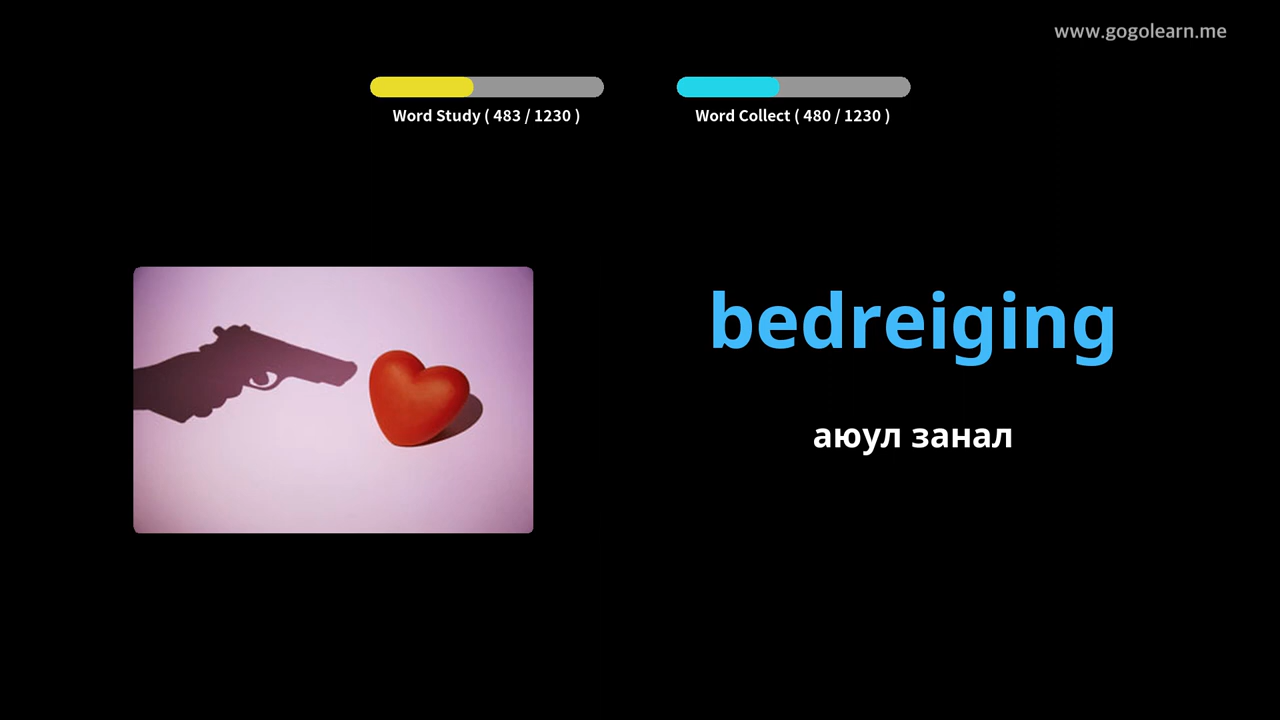 www.gogolearn.me
Word Study ( 483 / 1230 )
Word Collect ( 480 / 1230 )
bedreiging
аюул занал